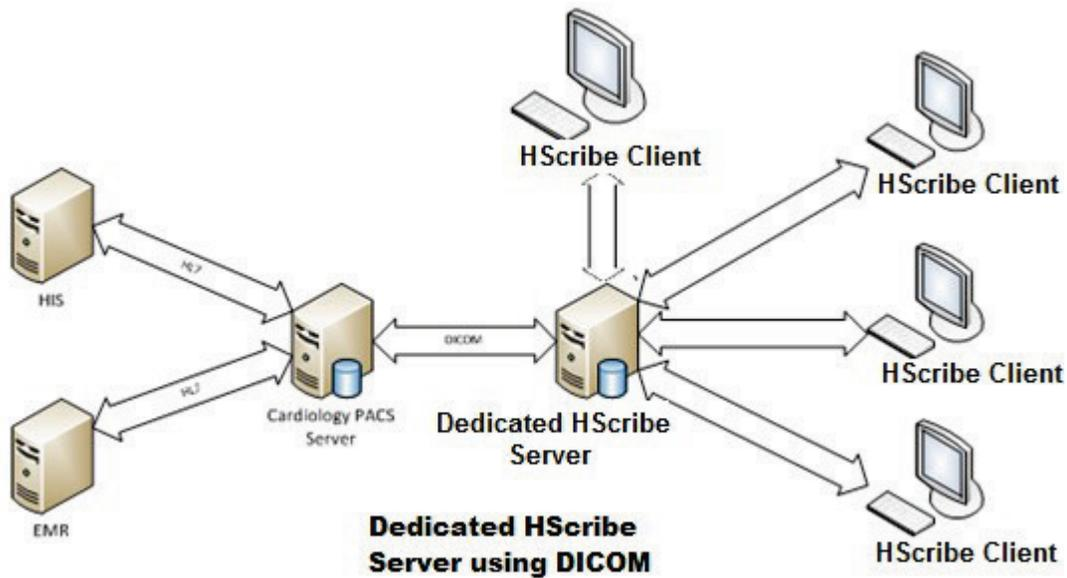 HScribe Client
HScribe Client
HIS
HL7
DICOM
Cardiology PACS
Server
Dedicated HScribe
Server
HScribe Client
HL7
EMR
HScribe Client
Dedicated HScribe
Server using DICOM